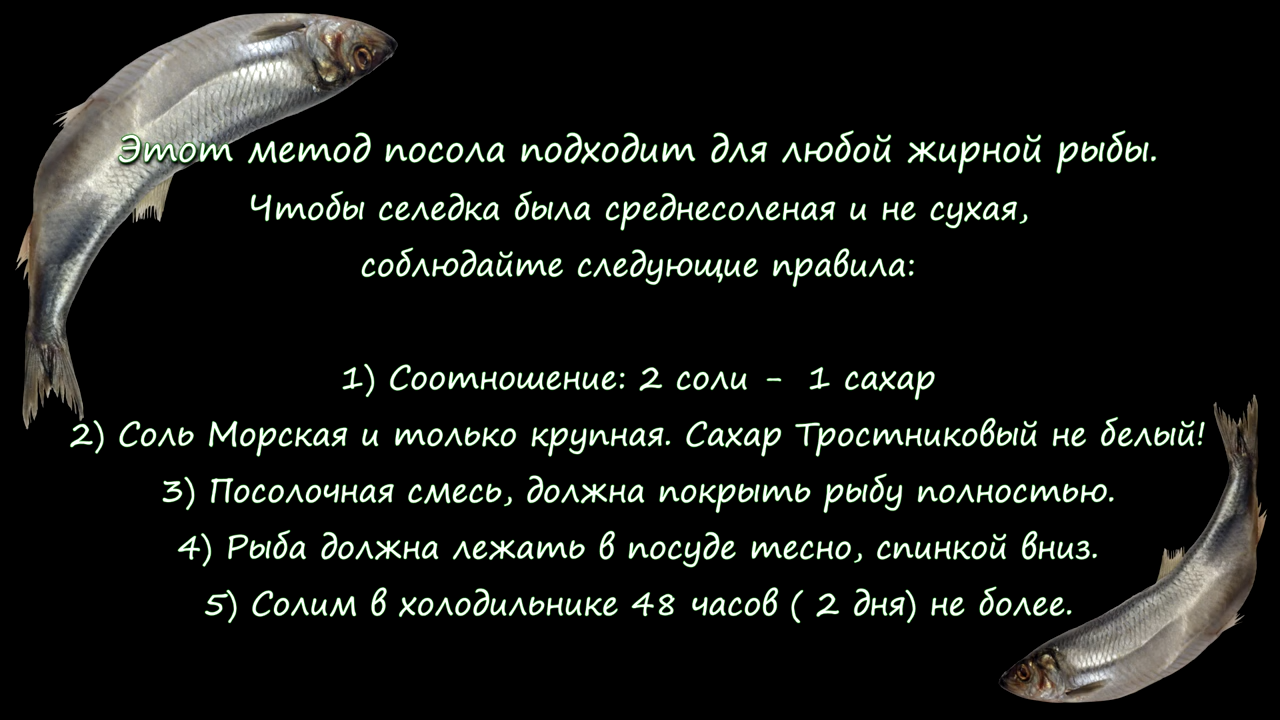 Этот метод посола подходит для любой жирной рыбы.
Чтобы селедка была среднесоленая и не сухая,
соблюдайте следующие правила:
1) Соотношение: 2 соли - 1 сахар
2) Соль Морская и только крупная. Сахар Тростниковый не белый!
3) Посолочная смесь, должна покрыть рыбу полностью.
4) Рыба должна лежать в посуде тесно, спинкой вниз.
5) Солим в холодильнике 48 часов ( 2 дня) не более.